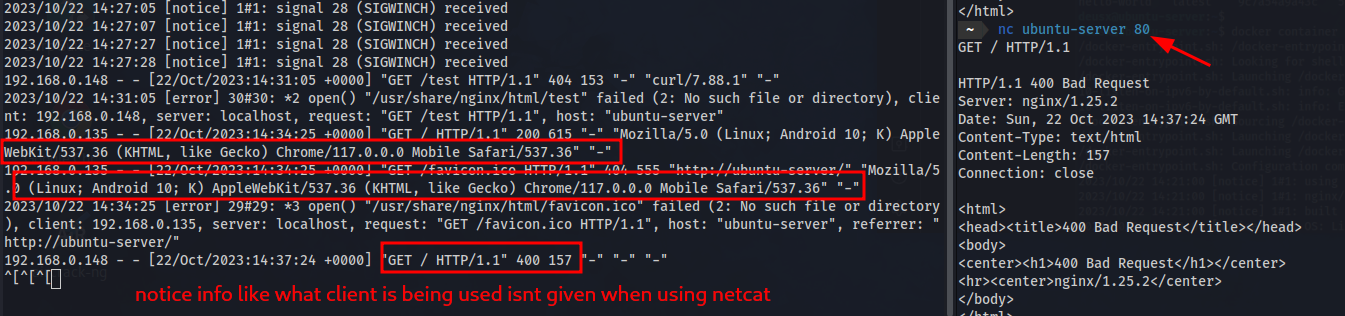 2023/10/22 14:27:05 [notice] 1#1: signal 28 (SIGWINCH) received
2023/10/22 14:27:07 [notice] 1#1: signal 28 (SIGWINCH) received
2023/10/22 14:27:27 [notice] 1#1: signal 28 (SIGWINCH) received
2023/10/22 14:27:28 [notice] 1#1: signal 28 (SIGWINCH) received
192.168.0.148 - - [22/Oct/2023:14:31:05 +0000] "GET /test HTTP/1.1" 404 153 "-" "curl/7.88.1" "-"
2023/10/22 14:31:05 [error] 30#30: *2 open() "/usr/share/nginx/html/test" failed (2: No such file or directory), clie
nt: 192.168.0.148, server: localhost, request: "GET /test HTTP/1.1", host: "ubuntu-server"
192.168.0.135 - - [22/Oct/2023:14:34:25 +0000] "GET / HTTP/1.1" 200 615 "-" "Mozilla/5.0 (Linux; Android 10; K) Apple
WebKit/537.36 (KHTML, like Gecko) Chrome/117.0.0.0 Mobile Safari/537.36" "-"
192.168.0.135 - - [22/Oct/2023:14:34:25 +0000] "GET /favicon.ico HTTP/1.1" 404 555 "http://ubuntu-server/" "Mozilla/5
.0 (Linux; Android 10; K) AppleWebKit/537.36 (KHTML, like Gecko) Chrome/117.0.0.0 Mobile Safari/537.36" "-"
2023/10/22 14:34:25 [error] 29#29: *3 open() "/usr/share/nginx/html/favicon.ico" failed (2: No such file or directory
), client: 192.168.0.135, server: localhost, request: "GET /favicon.ico HTTP/1.1", host: "ubuntu-server", referrer: "
http://ubuntu-server/"
192.168.0.148 - - [22/Oct/2023:14:37:24 +0000] "GET / HTTP/1.1" 400 157 "-" "-" "-"
^[^[^[
notice info like what client is being used isnt given when using netcat
</html>
~ nc ubuntu-server 80
GET / HTTP/1.1
HTTP/1.1 400 Bad Request
Server: nginx/1.25.2
Date: Sun, 22 Oct 2023 14:37:24 GMT
Content-Type: text/html
Content-Length: 157
Connection: close
<html>
<head><title>400 Bad Request</title></head>
<body>
<center><h1>400 Bad Request</h1></center>
<hr><center>nginx/1.25.2</center>
</body>
</html>